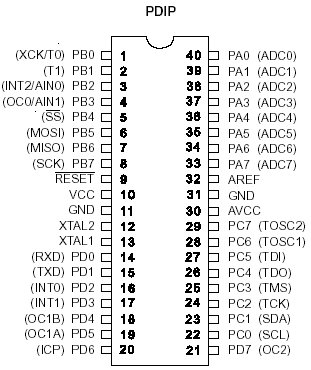 PDIP
(XCK/T0) PB0 1 40 PA0 (ADC0)
(T1) PB1 2 39 PA1 (ADC1)
(INT2/AIN0) PB2 3 38 PA2 (ADC2)
(OC0/AIN1) PB3 4 37 PA3 (ADC3)
(SS) PB4 5 36 PA4 (ADC4)
(MOSI) PB5 6 35 PA5 (ADC5)
(MISO) PB6 7 34 PA6 (ADC6)
(SCK) PB7 8 33 PA7 (ADC7)
RESET 9 32 AREF
VCC 10 31 GND
GND 11 30 AVCC
XTAL2 12 29 PC7 (TOSC2)
XTAL1 13 28 PC6 (TOSC1)
(RXD) PD0 14 27 PC5 (TDI)
(TXD) PD1 15 26 PC4 (TDO)
(INT0) PD2 16 25 PC3 (TMS)
(INT1) PD3 17 24 PC2 (TCK)
(OC1B) PD4 18 23 PC1 (SDA)
(OC1A) PD5 19 22 PC0 (SCL)
(ICP) PD6 20 21 PD7 (OC2)